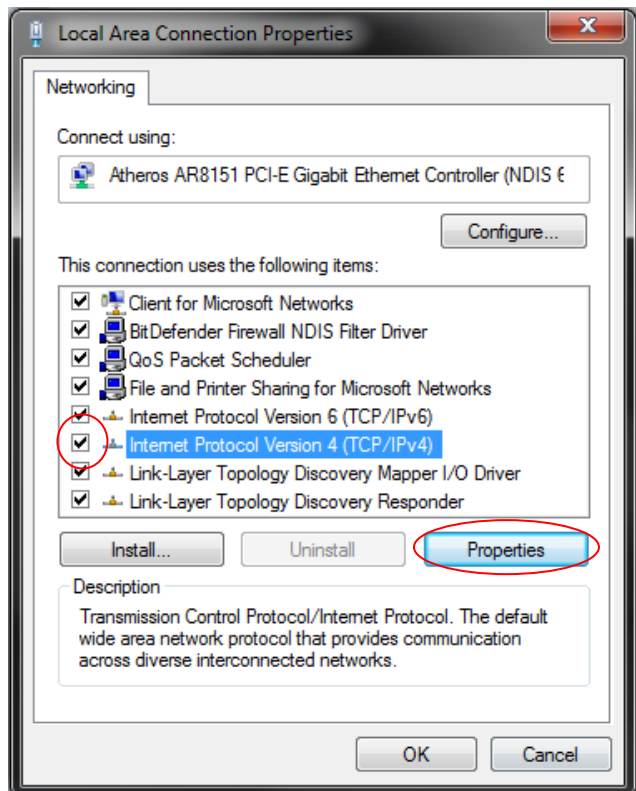 Local Area Connection Properties
Networking
Connect using:
Atheros AR8151 PCI-E Gigabit Ethernet Controller (NDIS 6
Configure...
This connection uses the following items:
Client for Microsoft Networks
BitDefender Firewall NDIS Filter Driver
QoS Packet Scheduler
File and Printer Sharing for Microsoft Networks
Internet Protocol Version 6 (TCP/IPv6)
Internet Protocol Version 4 (TCP/IPv4)
Link-Layer Topology Discovery Mapper I/O Driver
Link-Layer Topology Discovery Responder
Install... Uninstall Properties
Description
Transmission Control Protocol/Internet Protocol. The default
wide area network protocol that provides communication
across diverse interconnected networks.
OK Cancel